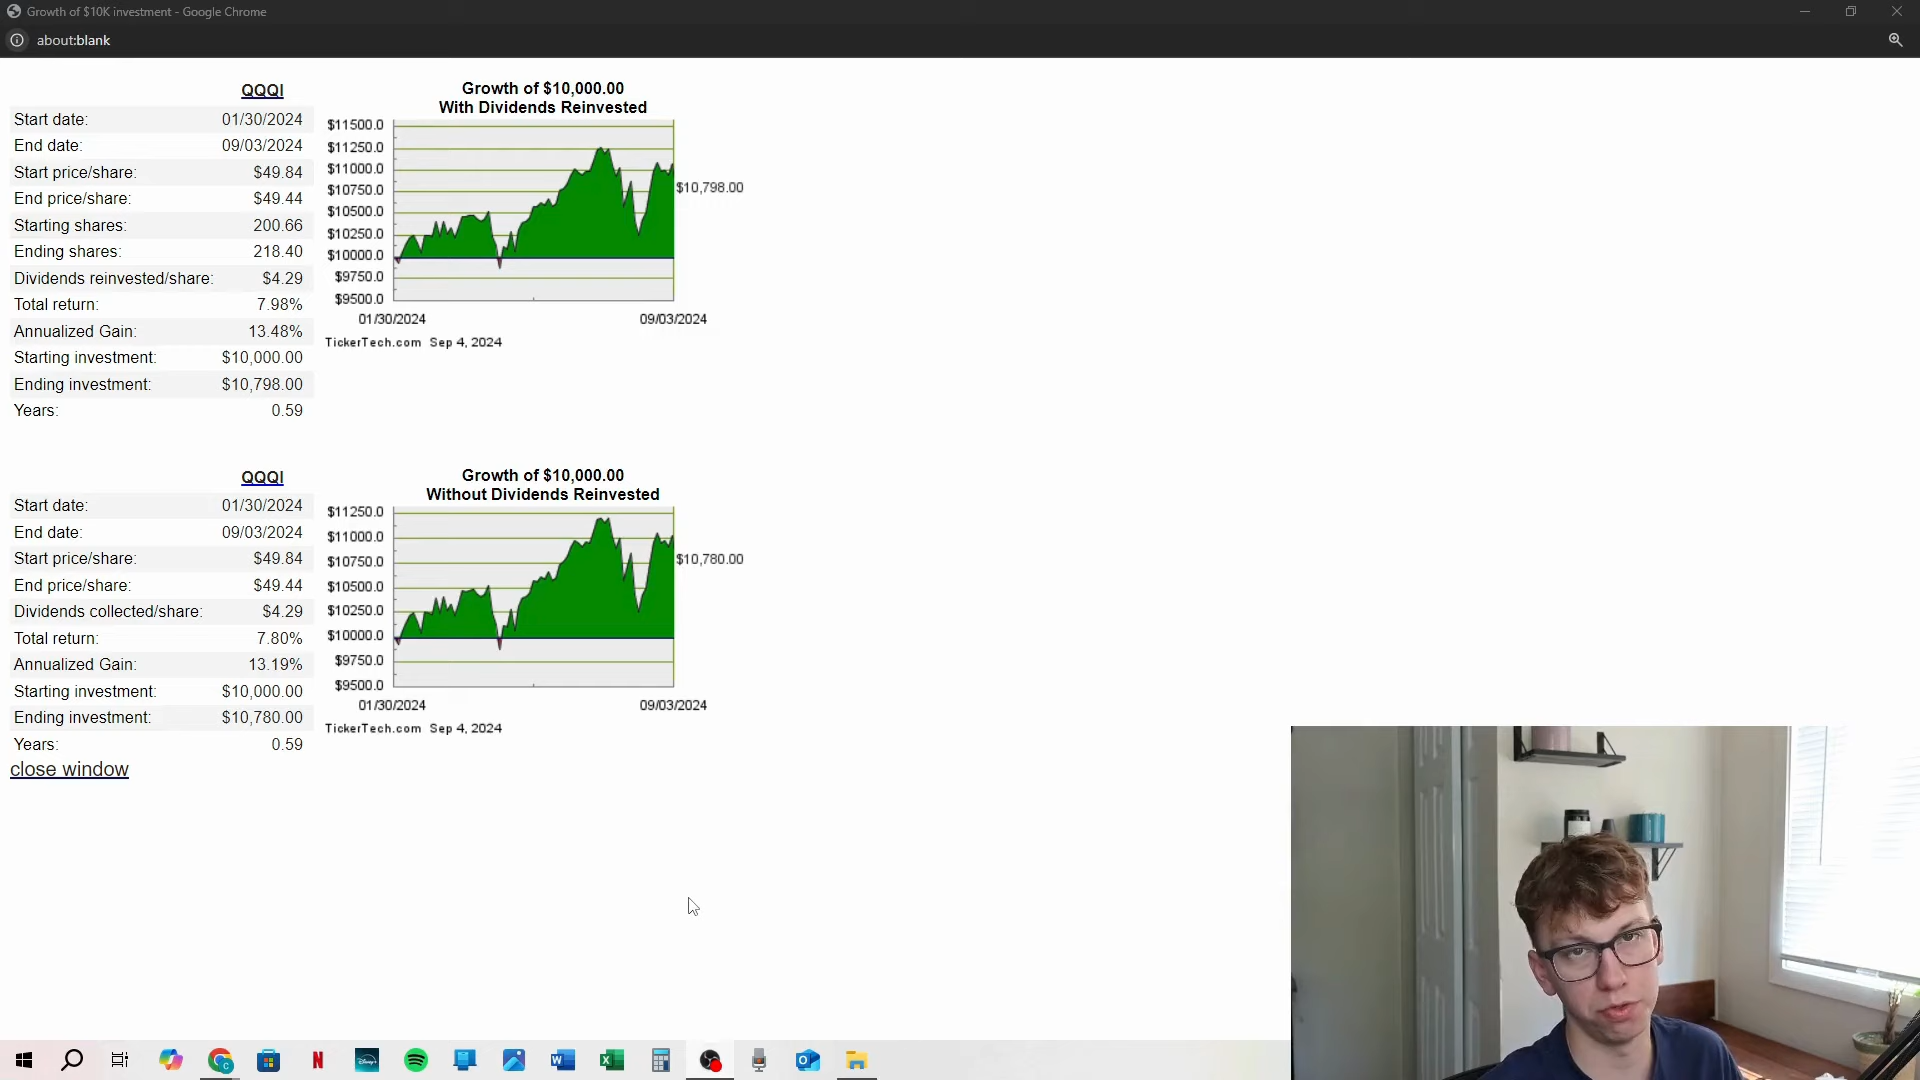 Growth of $10K investment - Google Chrome
about:blank
QQQI
Start date: 01/30/2024
End date: 09/03/2024
Start price/share: $49.84
End price/share: $49.44
Starting shares: 200.66
Ending shares: 218.40
Dividends reinvested/share: $4.29
Total return: 7.98%
Annualized Gain: 13.48%
Starting investment: $10,000.00
Ending investment: $10,798.00
Years: 0.59
Growth of $10,000.00
With Dividends Reinvested
$11500.0
$11250.0
$11000.0
$10750.0
$10500.0
$10250.0
$10000.0
$9750.0
$9500.0
$10,798.00
01/30/2024 09/03/2024
TickerTech.com Sep 4, 2024
QQQI
Start date: 01/30/2024
End date: 09/03/2024
Start price/share: $49.84
End price/share: $49.44
Dividends collected/share: $4.29
Total return: 7.80%
Annualized Gain: 13.19%
Starting investment: $10,000.00
Ending investment: $10,780.00
Years: 0.59
close window
Growth of $10,000.00
Without Dividends Reinvested
$11250.0
$11000.0
$10750.0
$10500.0
$10250.0
$10000.0
$9750.0
$9500.0
$10,780.00
01/30/2024 09/03/2024
TickerTech.com Sep 4, 2024